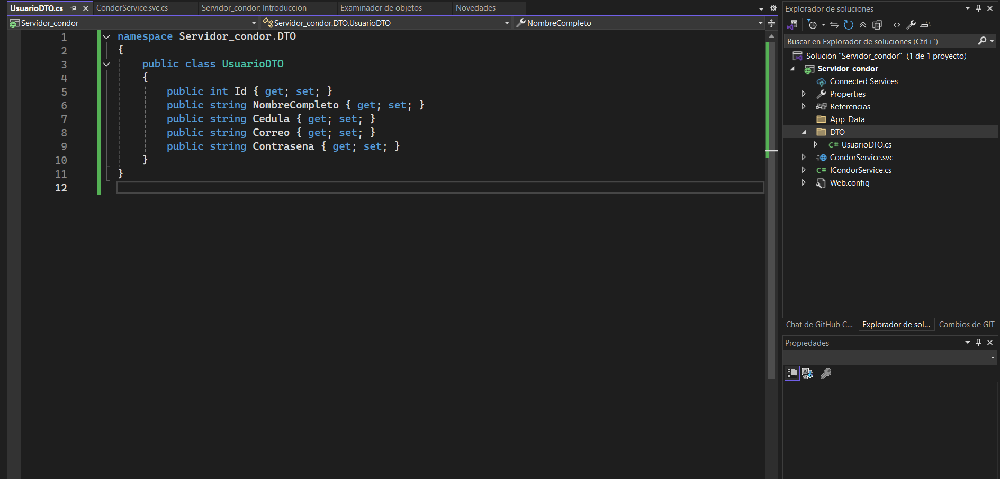 UsuarioDTO.cs
CondorService.svc.cs
Servidor_condor: Introducción
Examinador de objetos
Novedades
Servidor_condor
Servidor_condor.DTO.UsuarioDTO
NombreCompleto
1 namespace Servidor_condor.DTO
2 {
3 public class UsuarioDTO
4 {
5 public int Id { get; set; }
6 public string NombreCompleto { get; set; }
7 public string Cedula { get; set; }
8 public string Correo { get; set; }
9 public string Contrasena { get; set; }
10 }
11 }
12
Explorador de soluciones
Buscar en Explorador de soluciones (Ctrl+´)
Solución "Servidor_condor" (1 de 1 proyecto)
Servidor_condor
Connected Services
Properties
Referencias
App_Data
DTO
C# UsuarioDTO.cs
CondorService.svc
C# ICondorService.cs
Web.config
Chat de GitHub C...
Explorador de sol...
Cambios de GIT
Propiedades